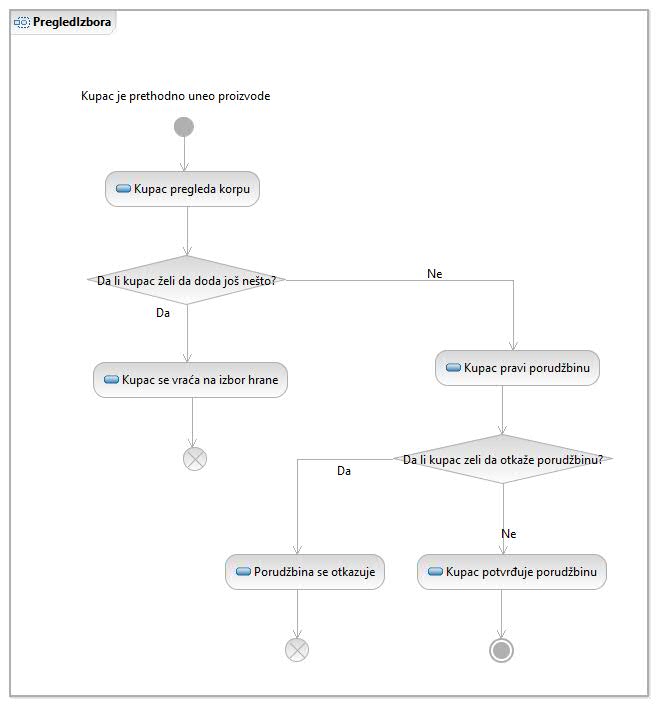 PregledIzbora
Kupac je prethodno uneo proizvode
Kupac pregleda korpu
Da li kupac želi da doda još nešto?
Ne
Da
Kupac pravi porudžbinu
Kupac se vraća na izbor hrane
Da li kupac zeli da otkaže porudžbinu?
Da
Ne
Porudžbina se otkazuje
Kupac potvrđuje porudžbinu